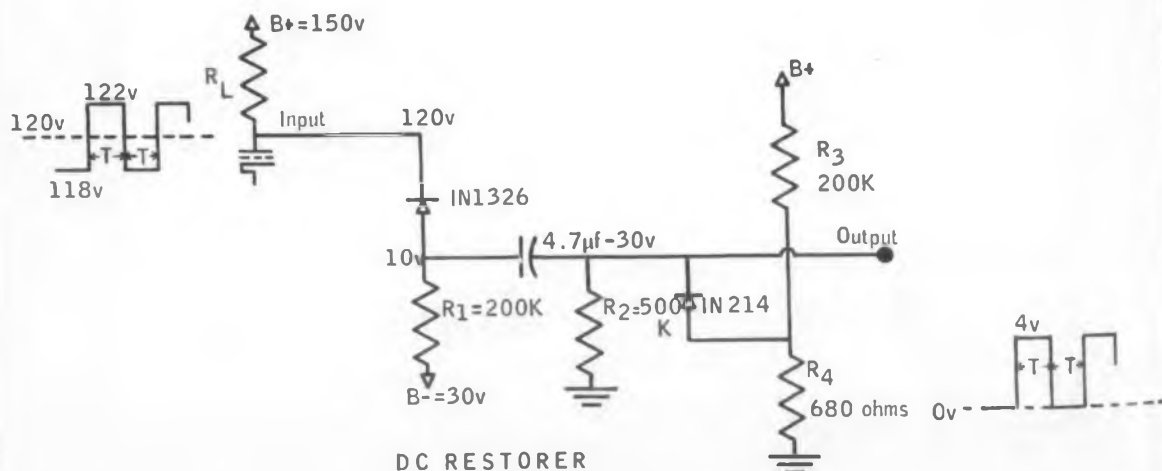 B+=150v
R L
122v
120v
Input
120v
T T
118v
IN1326
10v
4.7µf-30v
R1=200K
R2=500
K
IN214
B-=30v
B+
R3
200K
Output
R4
680 ohms
4v
T T
0v
DC RESTORER